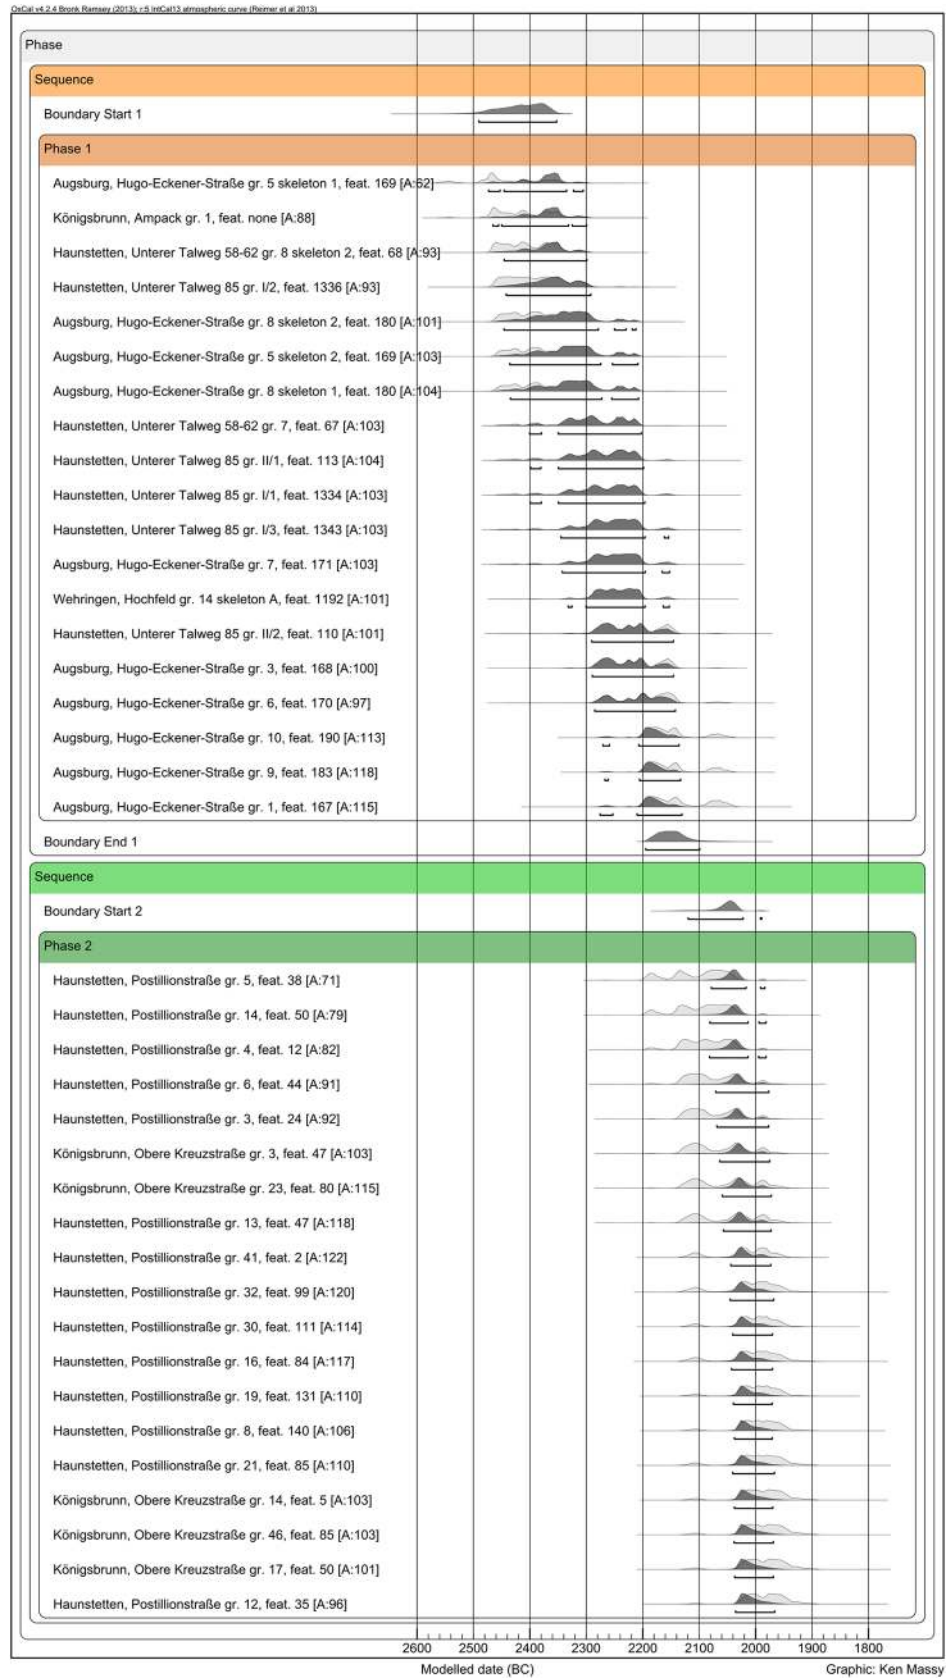 OxCal v4.2.4 Bronk Ramsey (2013); r:5 IntCal13 atmospheric curve (Reimer et al 2013)
Phase
Sequence
Boundary Start 1
Phase 1
Augsburg, Hugo-Eckener-Straße gr. 5 skeleton 1, feat. 169 [A:62]
Königsbrunn, Ampack gr. 1, feat. none [A:88]
Haunstetten, Unterer Talweg 58-62 gr. 8 skeleton 2, feat. 68 [A:93]
Haunstetten, Unterer Talweg 85 gr. I/2, feat. 1336 [A:93]
Augsburg, Hugo-Eckener-Straße gr. 8 skeleton 2, feat. 180 [A:101]
Augsburg, Hugo-Eckener-Straße gr. 5 skeleton 2, feat. 169 [A:103]
Augsburg, Hugo-Eckener-Straße gr. 8 skeleton 1, feat. 180 [A:104]
Haunstetten, Unterer Talweg 58-62 gr. 7, feat. 67 [A:103]
Haunstetten, Unterer Talweg 85 gr. II/1, feat. 113 [A:104]
Haunstetten, Unterer Talweg 85 gr. I/1, feat. 1334 [A:103]
Haunstetten, Unterer Talweg 85 gr. I/3, feat. 1343 [A:103]
Augsburg, Hugo-Eckener-Straße gr. 7, feat. 171 [A:103]
Wehringen, Hochfeld gr. 14 skeleton A, feat. 1192 [A:101]
Haunstetten, Unterer Talweg 85 gr. II/2, feat. 110 [A:101]
Augsburg, Hugo-Eckener-Straße gr. 3, feat. 168 [A:100]
Augsburg, Hugo-Eckener-Straße gr. 6, feat. 170 [A:97]
Augsburg, Hugo-Eckener-Straße gr. 10, feat. 190 [A:113]
Augsburg, Hugo-Eckener-Straße gr. 9, feat. 183 [A:118]
Augsburg, Hugo-Eckener-Straße gr. 1, feat. 167 [A:115]
Boundary End 1
Sequence
Boundary Start 2
Phase 2
Haunstetten, Postillionstraße gr. 5, feat. 38 [A:71]
Haunstetten, Postillionstraße gr. 14, feat. 50 [A:79]
Haunstetten, Postillionstraße gr. 4, feat. 12 [A:82]
Haunstetten, Postillionstraße gr. 6, feat. 44 [A:91]
Haunstetten, Postillionstraße gr. 3, feat. 24 [A:92]
Königsbrunn, Obere Kreuzstraße gr. 3, feat. 47 [A:103]
Königsbrunn, Obere Kreuzstraße gr. 23, feat. 80 [A:115]
Haunstetten, Postillionstraße gr. 13, feat. 47 [A:118]
Haunstetten, Postillionstraße gr. 41, feat. 2 [A:122]
Haunstetten, Postillionstraße gr. 32, feat. 99 [A:120]
Haunstetten, Postillionstraße gr. 30, feat. 111 [A:114]
Haunstetten, Postillionstraße gr. 16, feat. 84 [A:117]
Haunstetten, Postillionstraße gr. 19, feat. 131 [A:110]
Haunstetten, Postillionstraße gr. 8, feat. 140 [A:106]
Haunstetten, Postillionstraße gr. 21, feat. 85 [A:110]
Königsbrunn, Obere Kreuzstraße gr. 14, feat. 5 [A:103]
Königsbrunn, Obere Kreuzstraße gr. 46, feat. 85 [A:103]
Königsbrunn, Obere Kreuzstraße gr. 17, feat. 50 [A:101]
Haunstetten, Postillionstraße gr. 12, feat. 35 [A:96]
2600 2500 2400 2300 2200 2100 2000 1900 1800
Modelled date (BC)
Graphic: Ken Massy